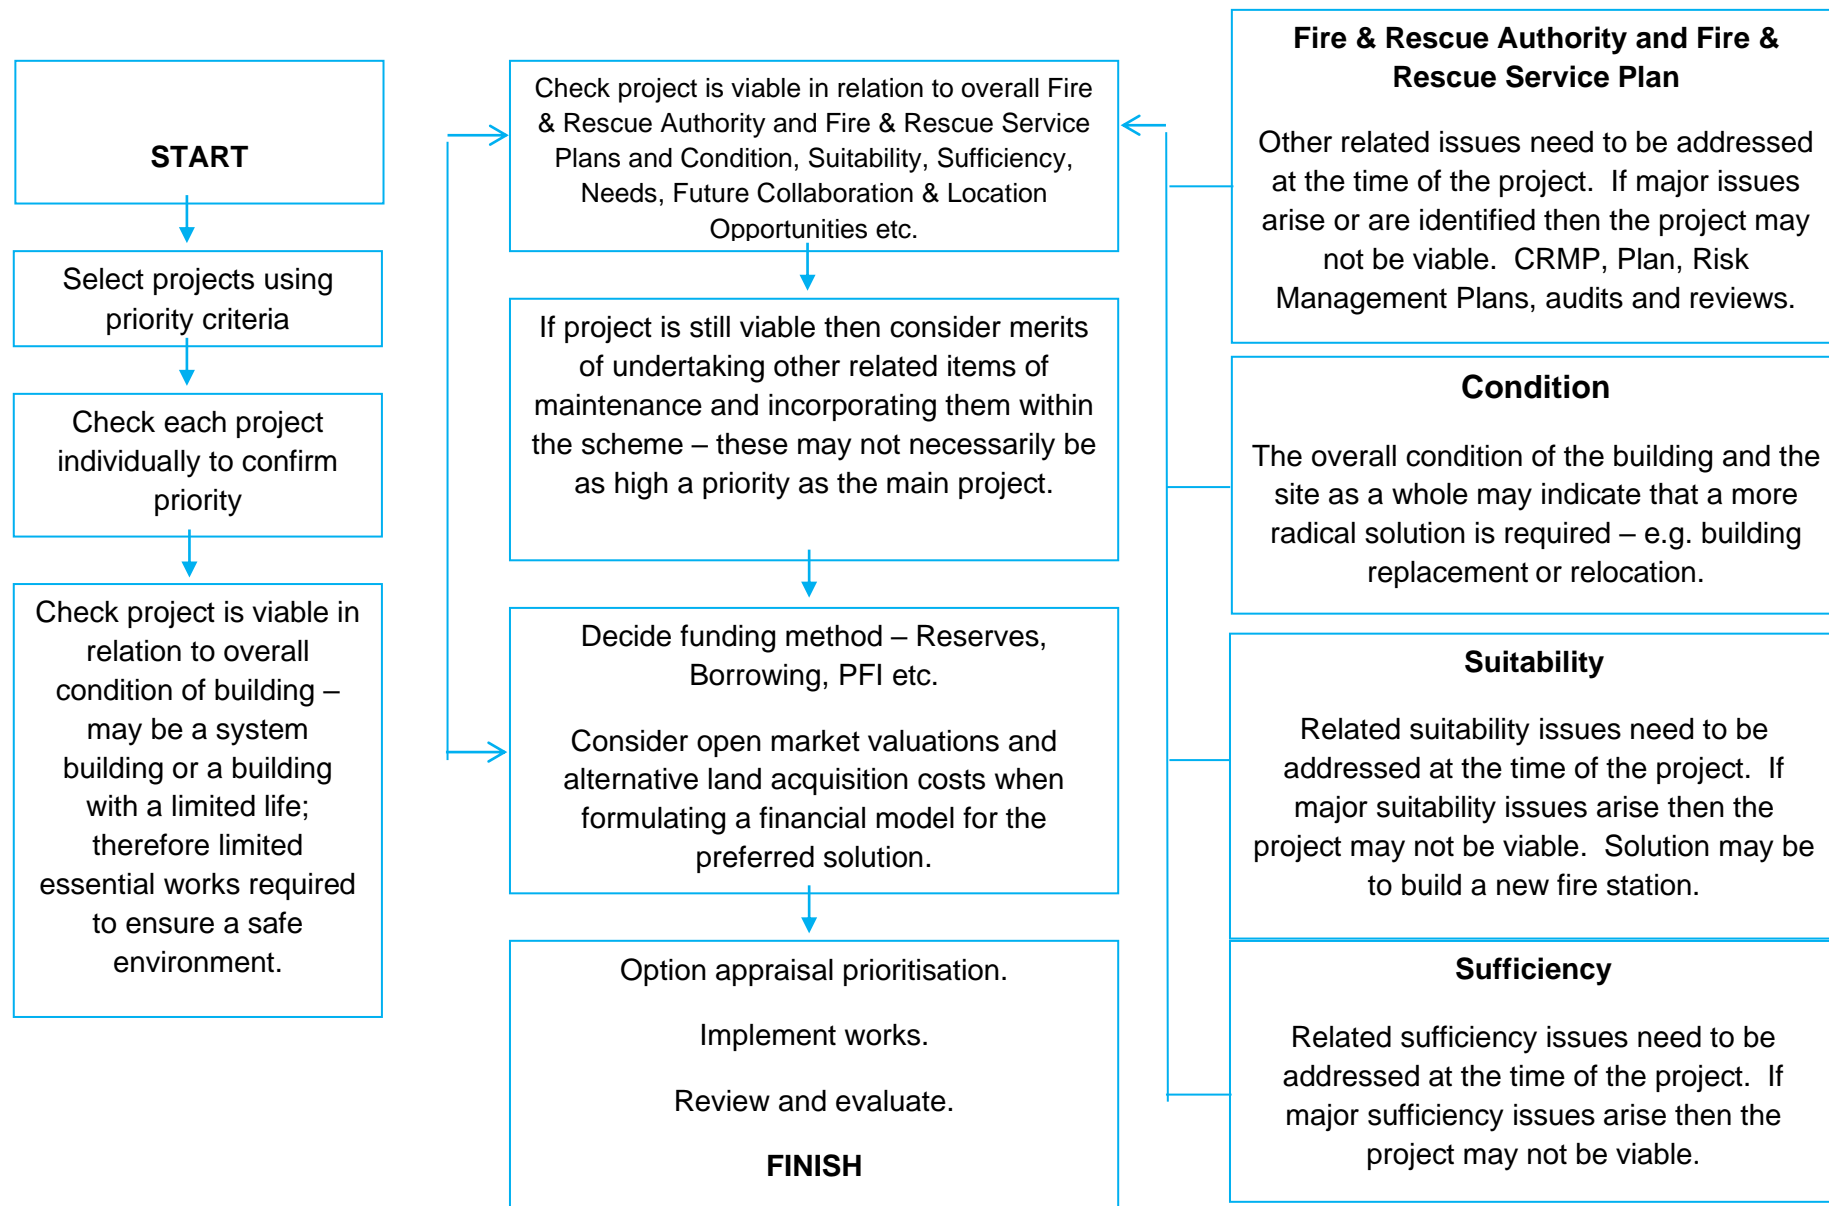 START
Select projects using
priority criteria
Check each project
individually to confirm
priority
Check project is viable in
relation to overall
condition of building –
may be a system
building or a building
with a limited life;
therefore limited
essential works required
to ensure a safe
environment.
Check project is viable in relation to overall Fire
& Rescue Authority and Fire & Rescue Service
Plans and Condition, Suitability, Sufficiency,
Needs, Future Collaboration & Location
Opportunities etc.
If project is still viable then consider merits
of undertaking other related items of
maintenance and incorporating them within
the scheme – these may not necessarily be
as high a priority as the main project.
Decide funding method – Reserves,
Borrowing, PFI etc.
Consider open market valuations and
alternative land acquisition costs when
formulating a financial model for the
preferred solution.
Option appraisal prioritisation.
Implement works.
Review and evaluate.
FINISH
Fire & Rescue Authority and Fire &
Rescue Service Plan
Other related issues need to be addressed
at the time of the project.  If major issues
arise or are identified then the project may
not be viable.  CRMP, Plan, Risk
Management Plans, audits and reviews.
Condition
The overall condition of the building and the
site as a whole may indicate that a more
radical solution is required – e.g. building
replacement or relocation.
Suitability
Related suitability issues need to be
addressed at the time of the project.  If
major suitability issues arise then the
project may not be viable.  Solution may be
to build a new fire station.
Sufficiency
Related sufficiency issues need to be
addressed at the time of the project.  If
major sufficiency issues arise then the
project may not be viable.